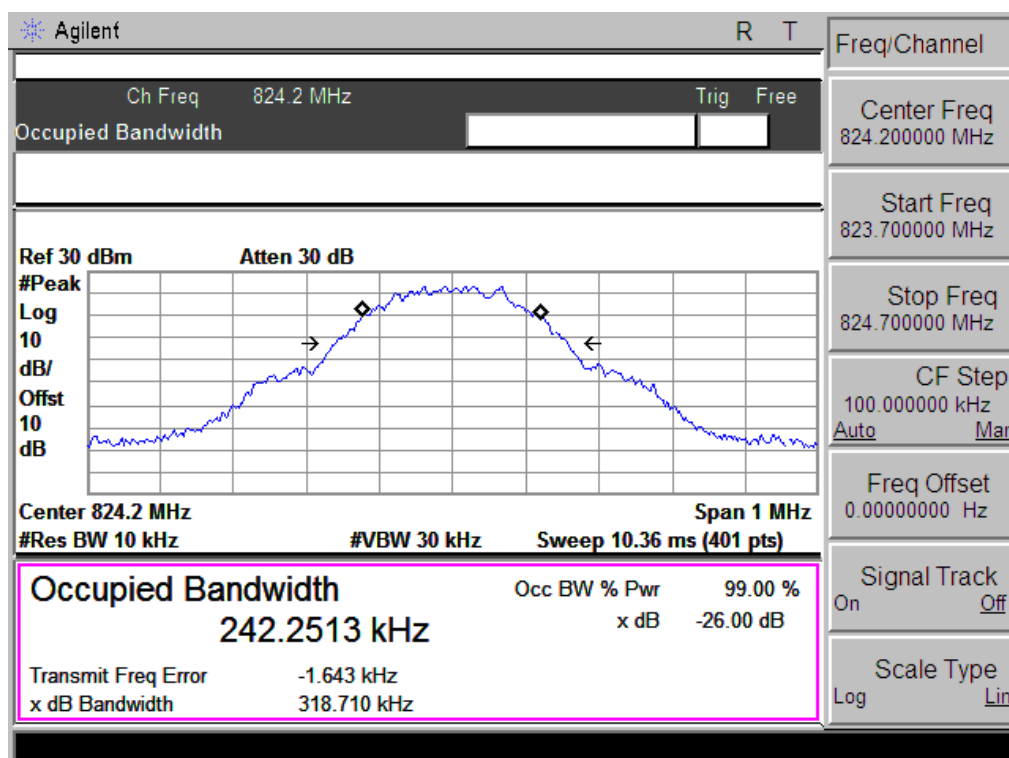 Agilent R T
Ch Freq 824.2 MHz Trig Free
Occupied Bandwidth
Ref 30 dBm Atten 30 dB
#Peak
Log
10
dB/
Offst
10
dB
Center 824.2 MHz Span 1 MHz
#Res BW 10 kHz #VBW 30 kHz Sweep 10.36 ms (401 pts)
Occupied Bandwidth
242.2513 kHz
Occ BW % Pwr 99.00 %
x dB -26.00 dB
Transmit Freq Error -1.643 kHz
x dB Bandwidth 318.710 kHz
Freq/Channel
Center Freq
824.200000 MHz
Start Freq
823.700000 MHz
Stop Freq
824.700000 MHz
CF Step
100.000000 kHz
Auto Man
Freq Offset
0.00000000 Hz
Signal Track
On Off
Scale Type
Log Lin